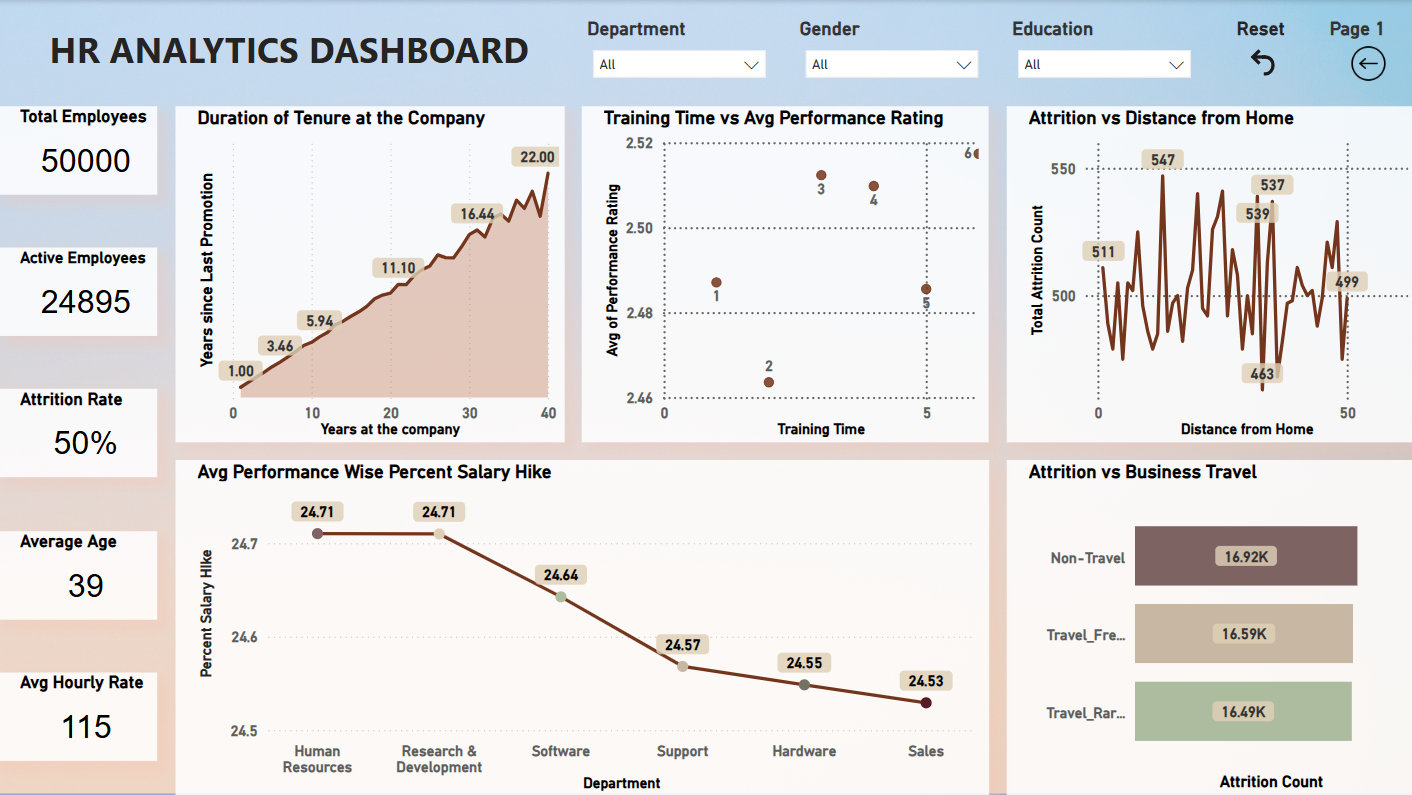 HR ANALYTICS DASHBOARD
Department
All
Gender
All
Education
All
Reset
Page 1
Total Employees
50000
Active Employees
24895
Attrition Rate
50%
Average Age
39
Avg Hourly Rate
115
Duration of Tenure at the Company
Years since Last Promotion
22.00
16.44
11.10
5.94
3.46
1.00
0 10 20 30 40
Years at the company
Training Time vs Avg Performance Rating
Avg of Performance Rating
2.52
2.50
2.48
2.46
6
3
4
1
5
2
0 5
Training Time
Attrition vs Distance from Home
Total Attrition Count
550
500
547
537
539
511
499
463
0 50
Distance from Home
Avg Performance Wise Percent Salary Hike
Percent Salary Hike
24.7
24.6
24.5
24.71
24.71
24.64
24.57
24.55
24.53
Human
Resources
Research &
Development
Software
Support
Hardware
Sales
Department
Attrition vs Business Travel
Non-Travel
16.92K
Travel_Fre...
16.59K
Travel_Rar...
16.49K
Attrition Count